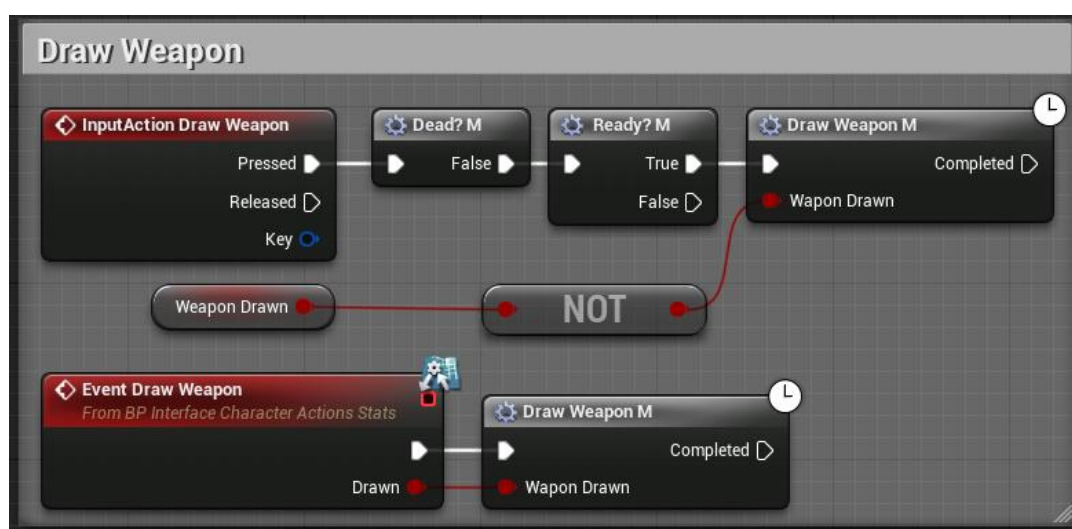 Draw Weapon
InputAction Draw Weapon
Pressed
Released
Key
Dead? M
False
Ready? M
True
False
Draw Weapon M
Completed
Wapon Drawn
Weapon Drawn
NOT
Event Draw Weapon
From BP Interface Character Actions Stats
Drawn
Draw Weapon M
Completed
Wapon Drawn